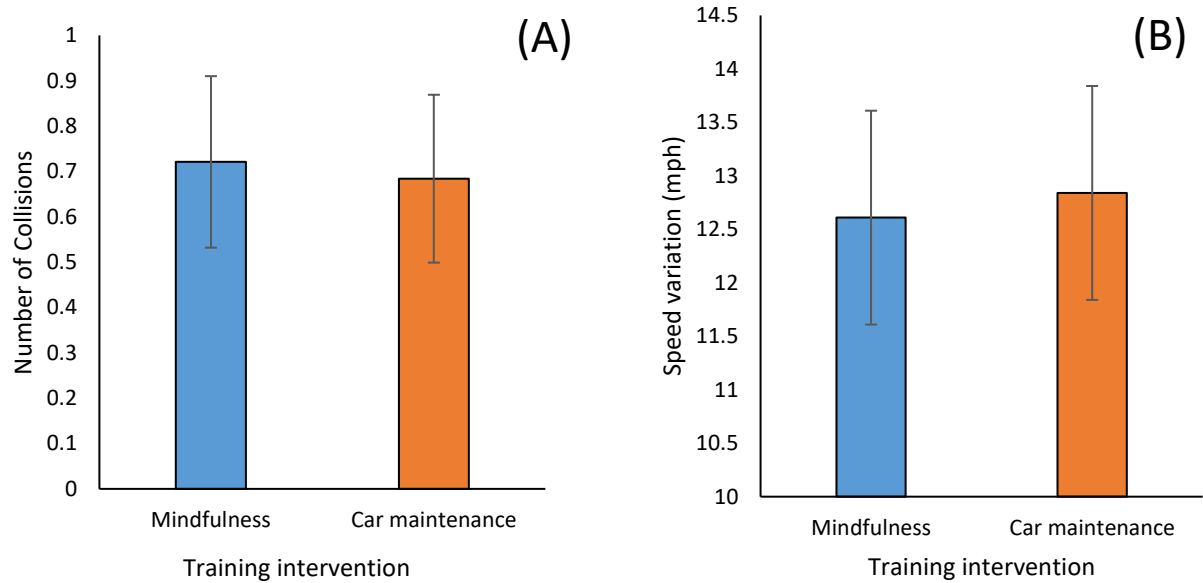 (A)
Number of Collisions
1
0.9
0.8
0.7
0.6
0.5
0.4
0.3
0.2
0.1
0
Mindfulness
Car maintenance
Training intervention
(B)
Speed variation (mph)
14.5
14
13.5
13
12.5
12
11.5
11
10.5
10
Mindfulness
Car maintenance
Training intervention